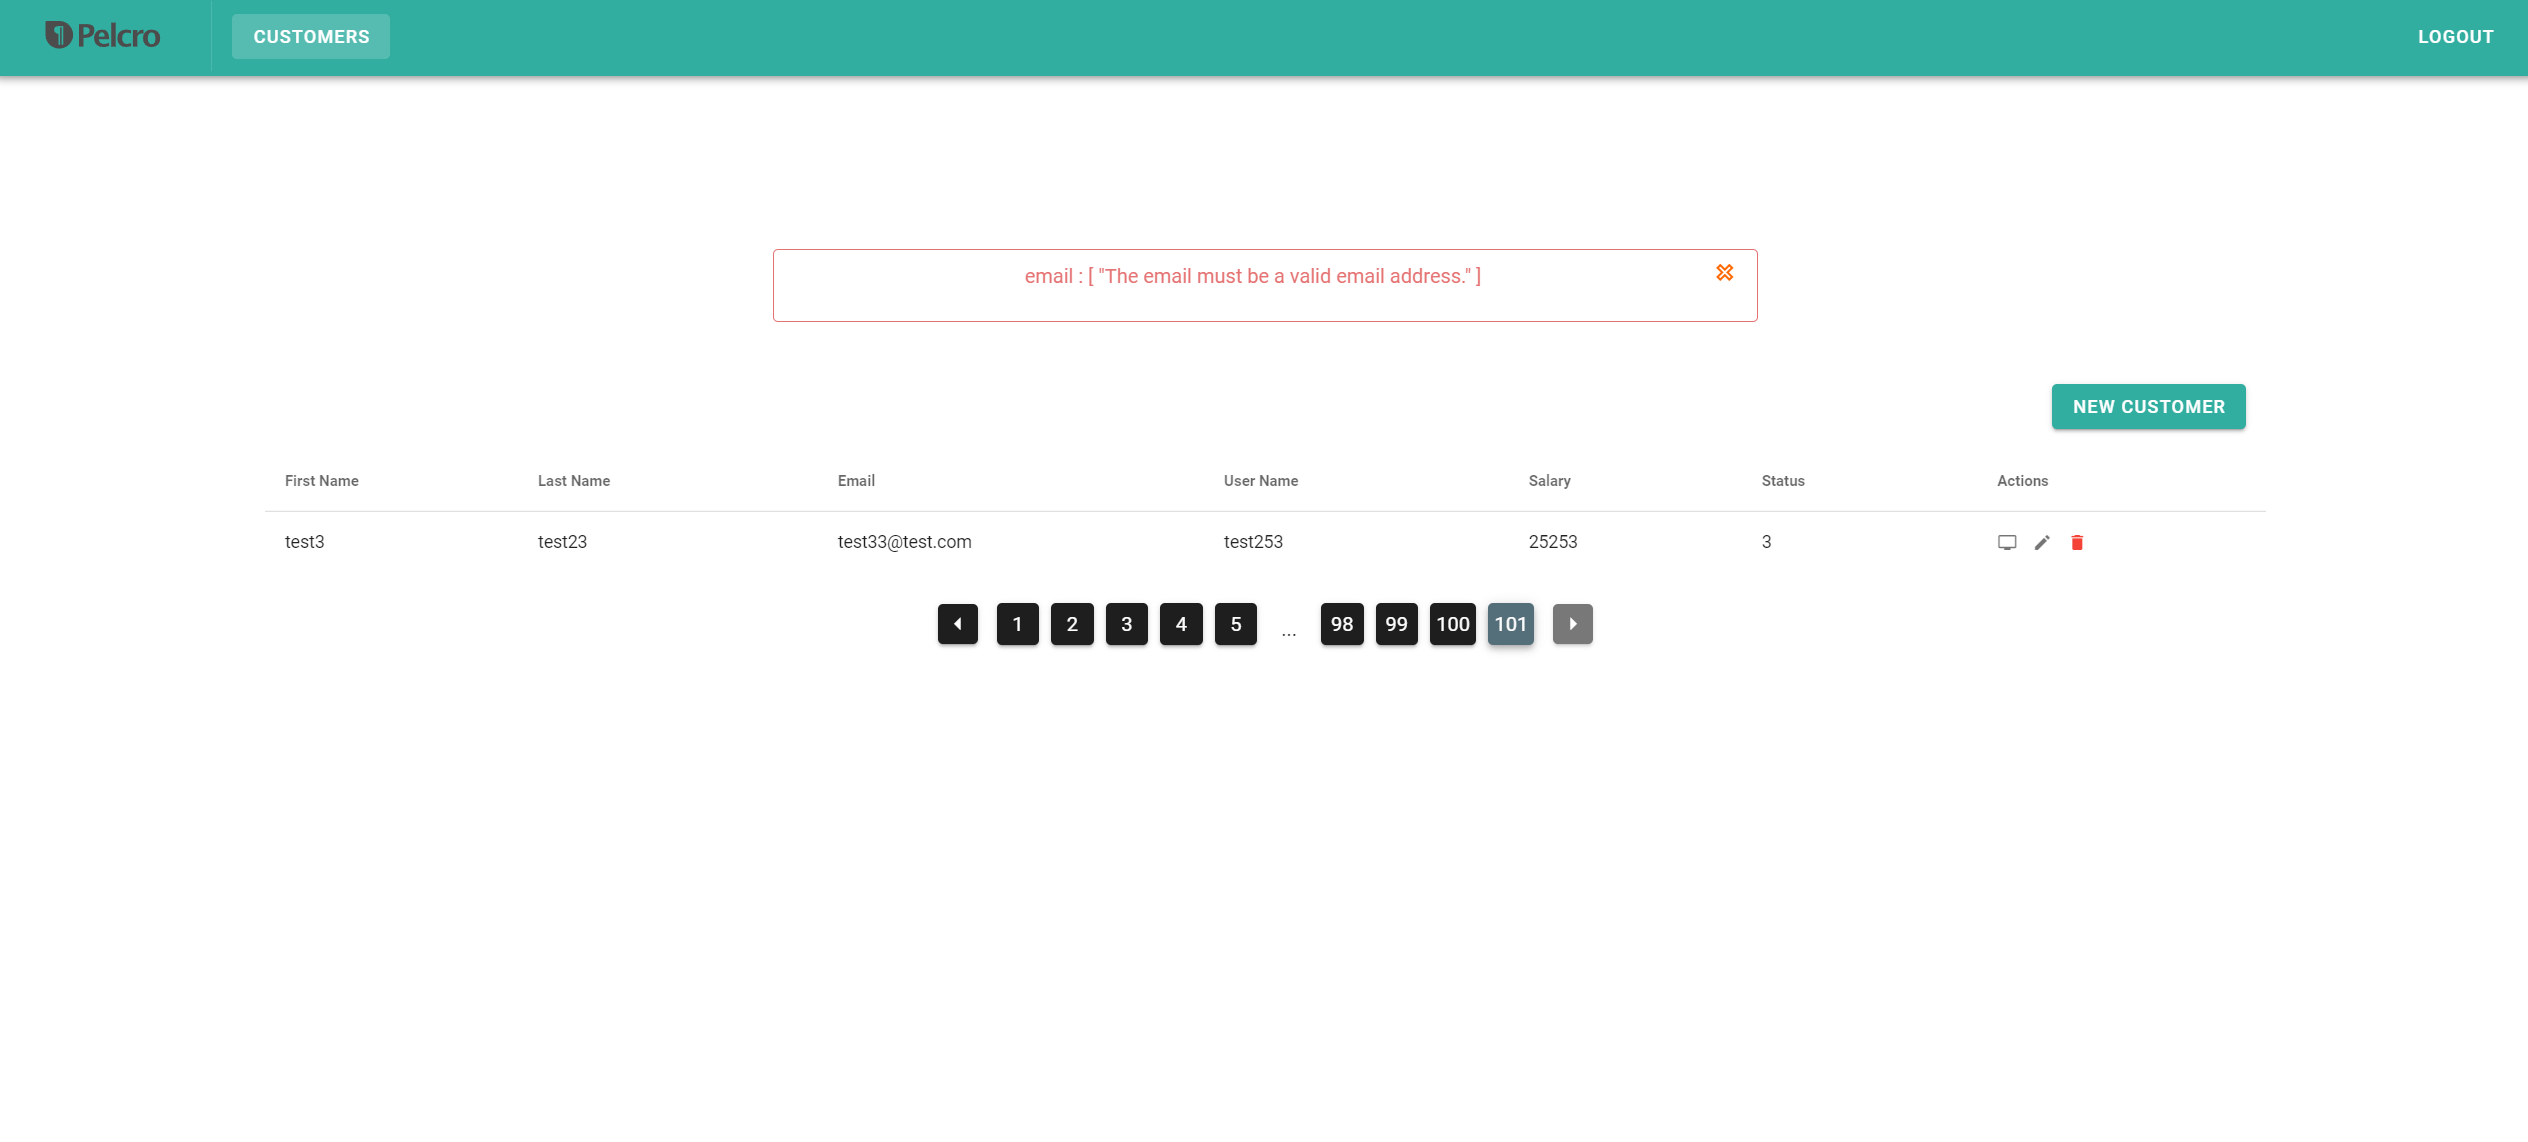 Pelcro CUSTOMERS LOGOUT
email : [ "The email must be a valid email address." ]
NEW CUSTOMER
First Name Last Name Email User Name Salary Status Actions
test3 test23 test33@test.com test253 25253 3
1 2 3 4 5 ... 98 99 100 101